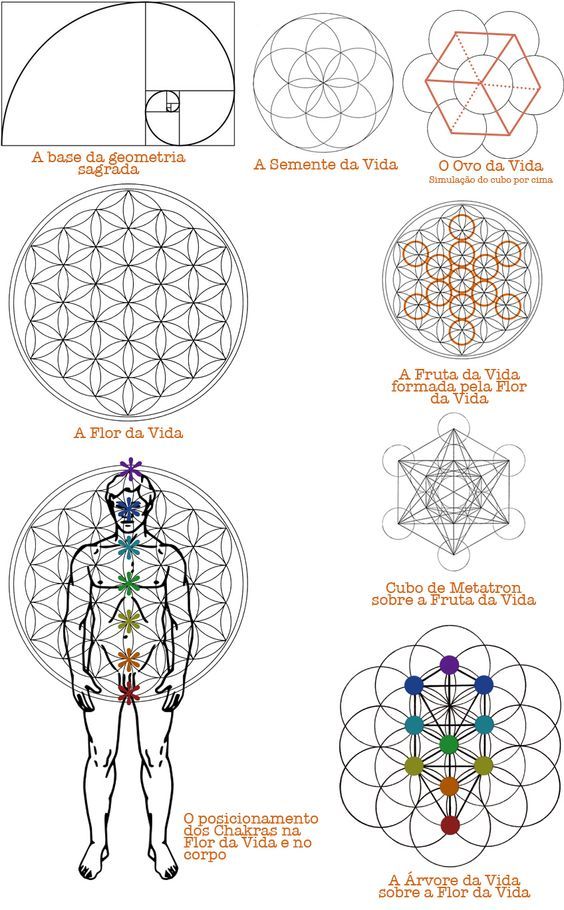 A base da geometria
sagrada
A Semente da Vida
O Ovo da Vida
Simulação do cubo por cima
A Flor da Vida
A Fruta da Vida
formada pela Flor
da Vida
Cubo de Metatron
sobre a Fruta da Vida
O posicionamento
dos Chakras na
Flor da Vida e no
corpo
A Árvore da Vida
sobre a Flor da Vida